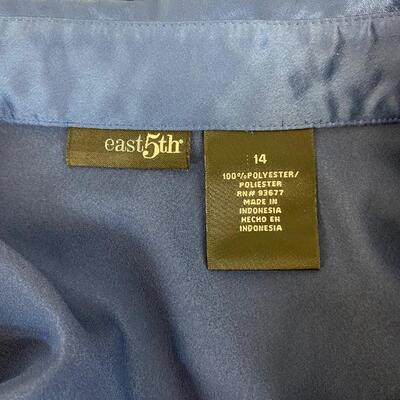 east5th
14
100%POLYESTER/
POLIESTER
RN# 93677
MADE IN
INDONESIA
HECHO EN
INDONESIA